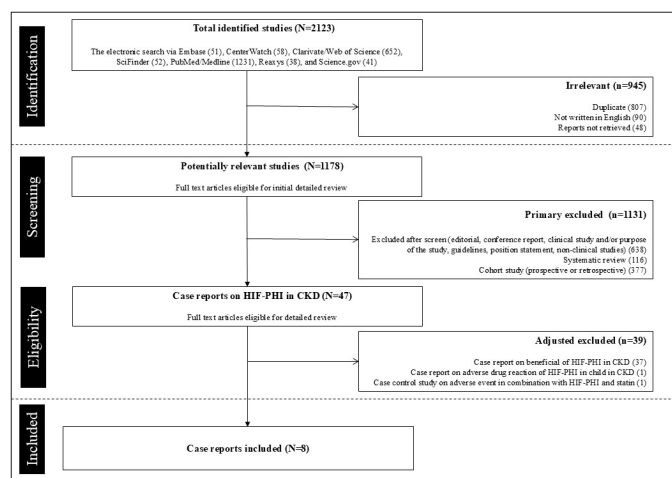 Identification
Total identified studies (N=2123)
The electronic search via Embase (51), CenterWatch (58), Clarivate/Web of Science (652),
SciFinder (52), PubMed/Medline (1231), Reaxys (38), and Science.gov (41)
Irrelevant (n=945)
Duplicate (807)
Not written in English (90)
Reports not retrieved (48)
Screening
Potentially relevant studies (N=1178)
Full text articles eligible for initial detailed review
Primary excluded (n=1131)
Excluded after screen (editorial, conference report, clinical study and/or purpose
of the study, guidelines, position statement, non-clinical studies) (638)
Systematic review (116)
Cohort study (prospective or retrospective) (377)
Eligibility
Case reports on HIF-PHI in CKD (N=47)
Full text articles eligible for detailed review
Adjusted excluded (n=39)
Case report on beneficial of HIF-PHI in CKD (37)
Case report on adverse drug reaction of HIF-PHI in child in CKD (1)
Case control study on adverse event in combination with HIF-PHI and statin (1)
Included
Case reports included (N=8)